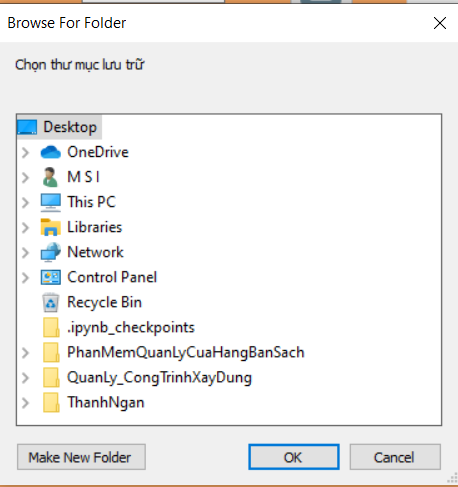 Browse For Folder
Chọn thư mục lưu trữ
Desktop
OneDrive
M S I
This PC
Libraries
Network
Control Panel
Recycle Bin
.ipynb_checkpoints
PhanMemQuanLyCuaHangBanSach
QuanLy_CongTrinhXayDung
ThanhNgan
Make New Folder
OK
Cancel